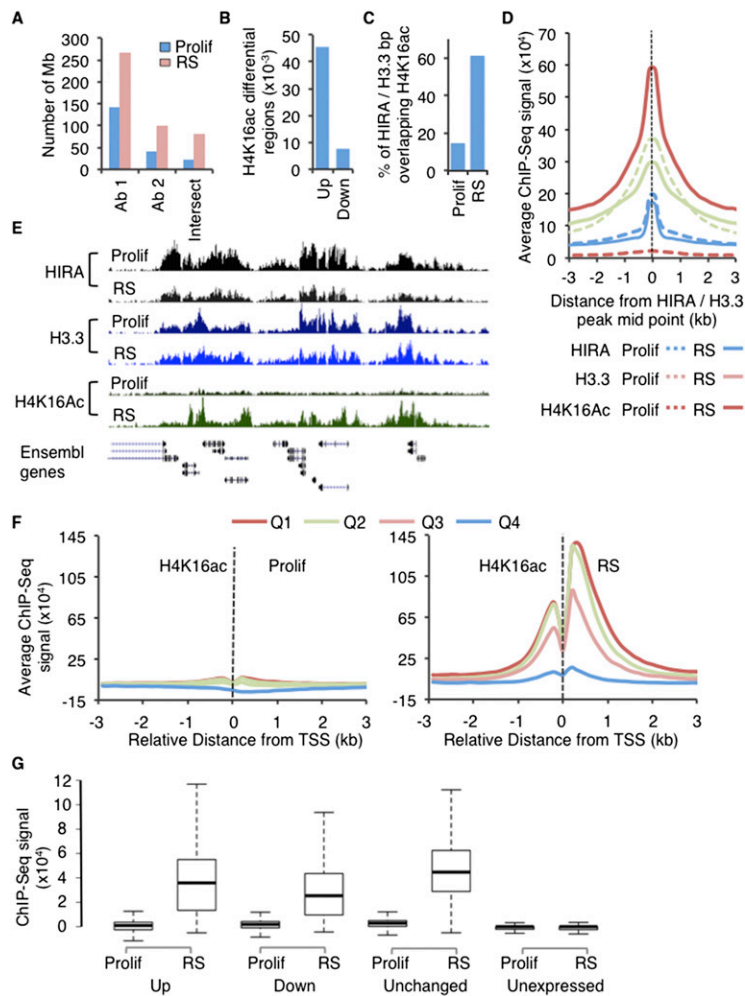 A
Number of Mb
300
250
200
150
100
50
0
Prolif
RS
Ab 1
Ab 2
Intersect
B
H4K16ac differential
regions (x10-3)
50
40
30
20
10
0
Up
Down
C
% of HIRA / H3.3 bp
overlapping H4K16ac
60
40
20
0
Prolif
RS
D
Average ChIP-Seq signal (x10⁴)
70
60
50
40
30
20
10
0
-3 -2 -1 0 1 2 3
Distance from HIRA / H3.3
peak mid point (kb)
HIRA Prolif RS
H3.3 Prolif RS
H4K16Ac Prolif RS
E
HIRA
Prolif
RS
H3.3
Prolif
RS
H4K16Ac
Prolif
RS
Ensembl
genes
F
Q1 Q2 Q3 Q4
Average ChIP-Seq
signal (x10⁴)
145
105
65
25
-15
H4K16ac Prolif
-3 -2 -1 0 1 2 3
Relative Distance from TSS (kb)
145
105
65
25
-15
H4K16ac RS
-3 -2 -1 0 1 2 3
Relative Distance from TSS (kb)
G
ChIP-Seq signal
(x10⁴)
12
10
8
6
4
2
0
Prolif RS Prolif RS Prolif RS Prolif RS
Up Down Unchanged Unexpressed